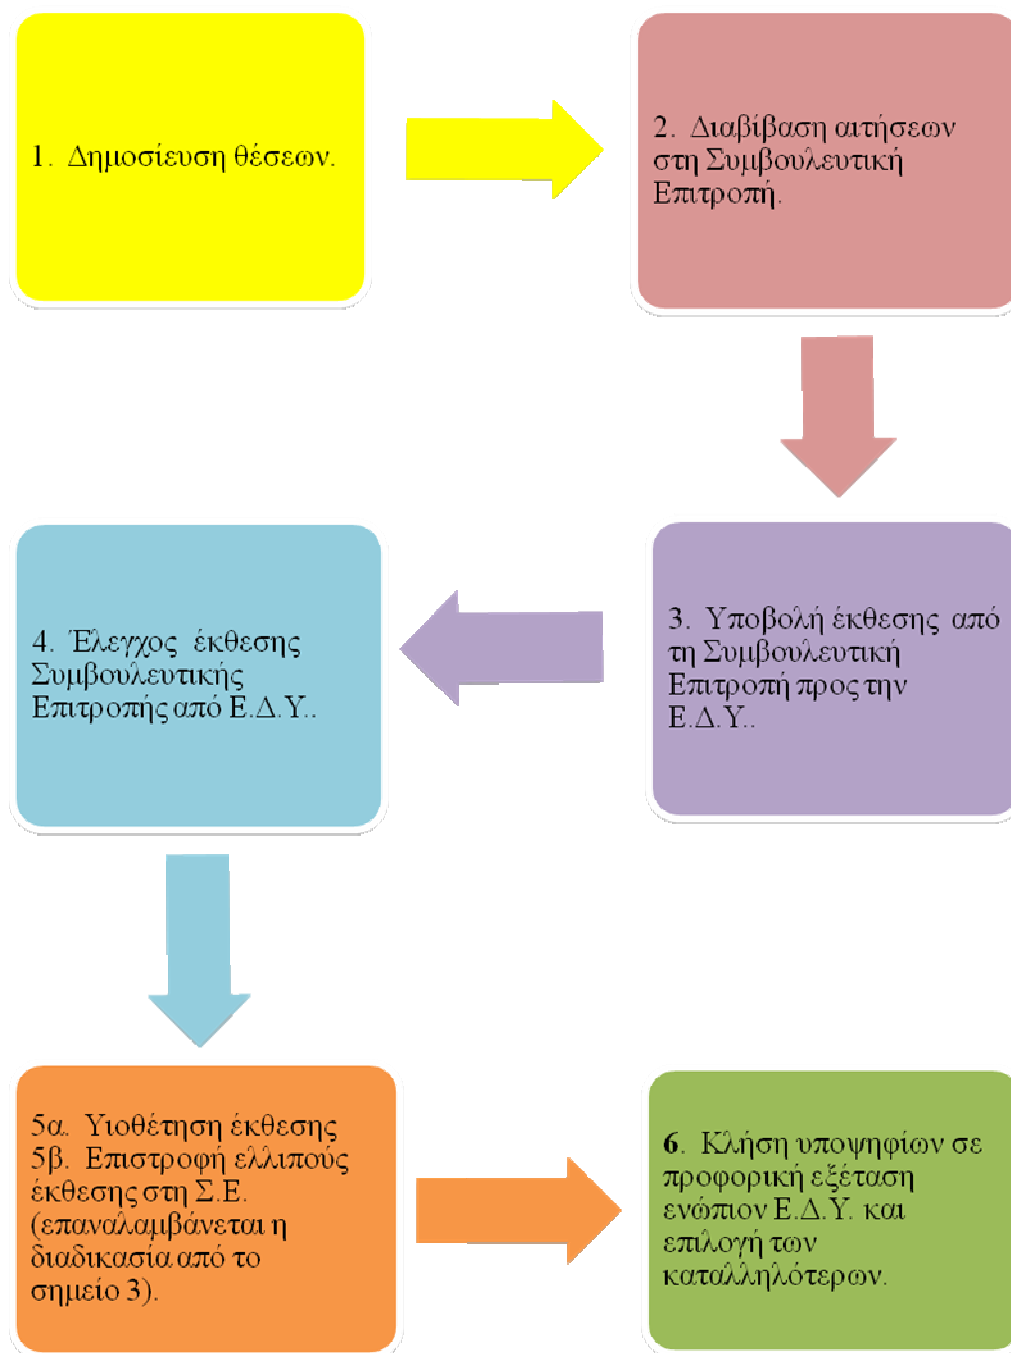 1. Δημοσίευση θέσεων.
2. Διαβίβαση αιτήσεων
στη Συμβουλευτική
Επιτροπή.
3. Υποβολή έκθεσης από
τη Συμβουλευτική
Επιτροπή προς την
Ε.Δ.Υ..
4. Έλεγχος έκθεσης
Συμβουλευτικής
Επιτροπής από Ε.Δ.Υ..
5α. Υιοθέτηση έκθεσης
5β. Επιστροφή ελλιπούς
έκθεσης στη Σ.Ε.
(επαναλαμβάνεται η
διαδικασία από το
σημείο 3).
6. Κλήση υποψηφίων σε
προφορική εξέταση
ενώπιον Ε.Δ.Υ. και
επιλογή των
καταλληλότερων.